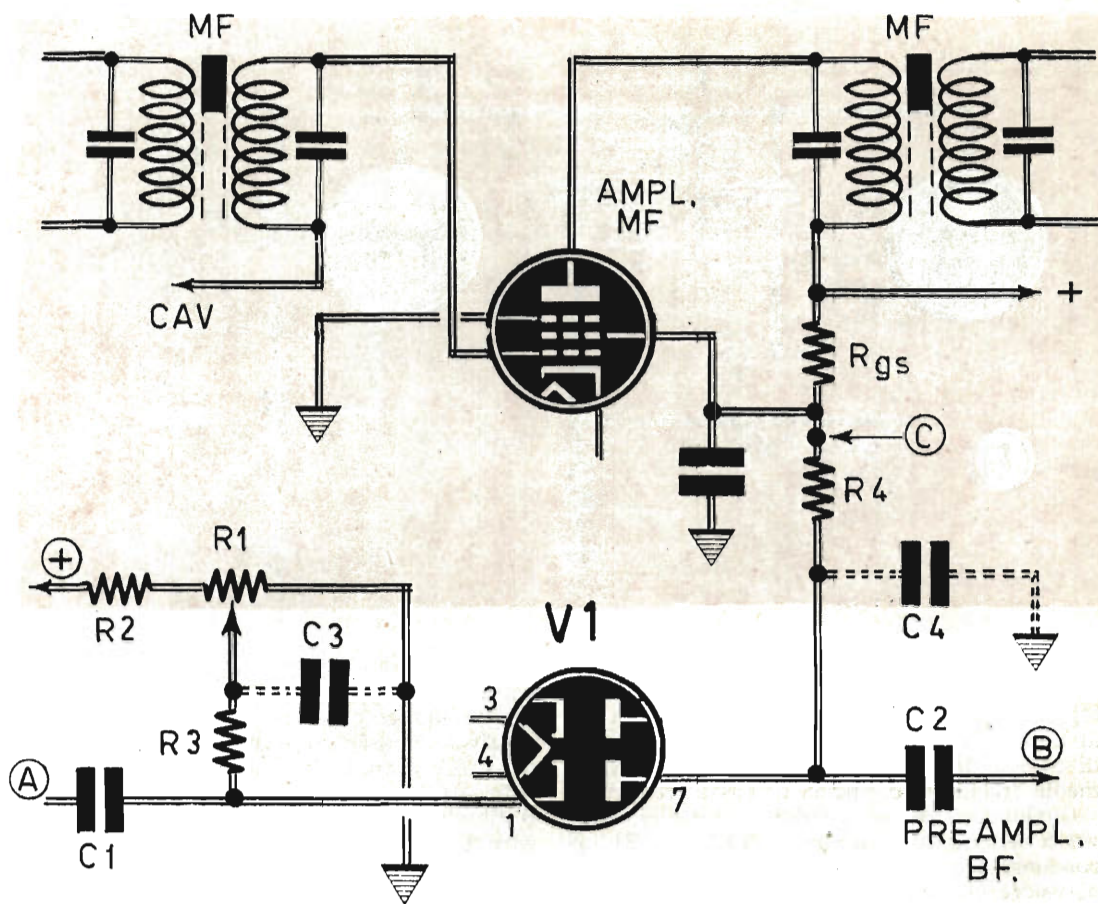 MF
MF
AMPL.
MF
CAV
+
Rgs
C
R4
+
R1
R2
C3
V1
C4
3
R3
4
C2
A
B
7
1
C1
PREAMPL.
BF.